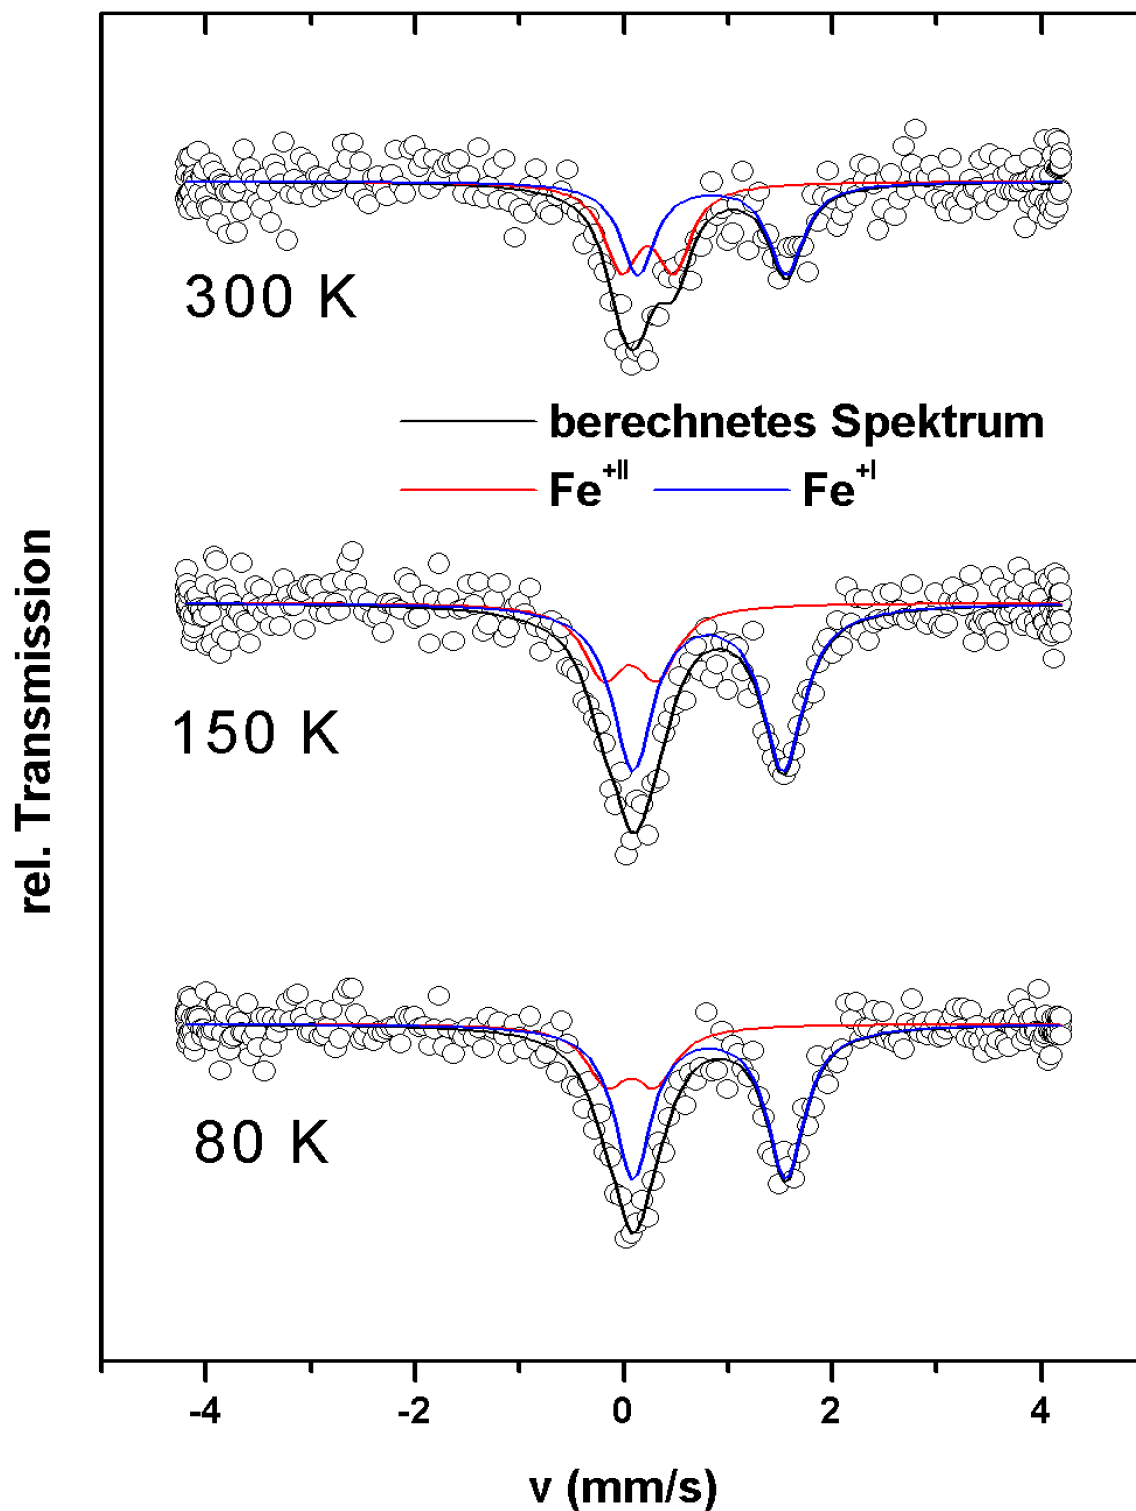 300 K
berechnetes Spektrum
Fe+II Fe+I
rel. Transmission
150 K
80 K
-4 -2 0 2 4
v (mm/s)